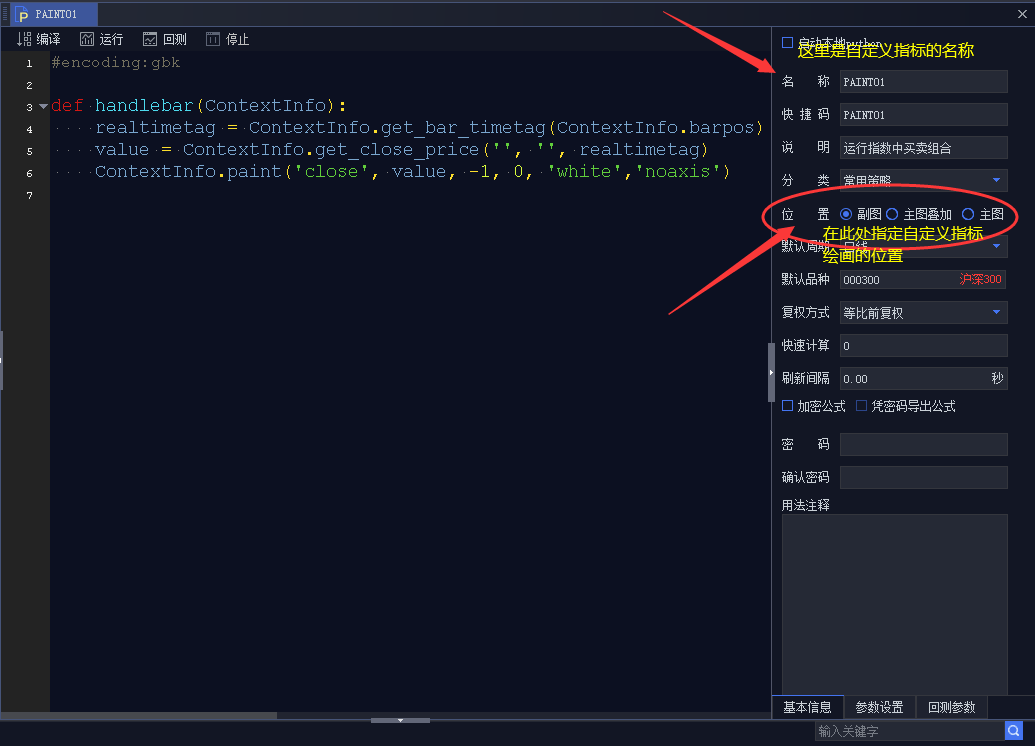 PAINT01
编译 运行 回测 停止
1 #encoding:gbk
2
3 def handlebar(ContextInfo):
4 realtimetag = ContextInfo.get_bar_timetag(ContextInfo.barpos)
5 value = ContextInfo.get_close_price('', '', realtimetag)
6 ContextInfo.paint('close', value, -1, 0, 'white','noaxis')
7
启动本地python
这里是自定义指标的名称
名 称 PAINT01
快捷码 PAINT01
说 明 运行指数中买卖组合
分 类 常用策略
位 置 副图 主图叠加 主图
在此处指定自定义指标
绘画的位置
默认周期 日线
默认品种 000300 沪深300
复权方式 等比前复权
快速计算 0
刷新间隔 0.00 秒
加密公式 凭密码导出公式
密 码
确认密码
用法注释
基本信息 参数设置 回测参数
输入关键字